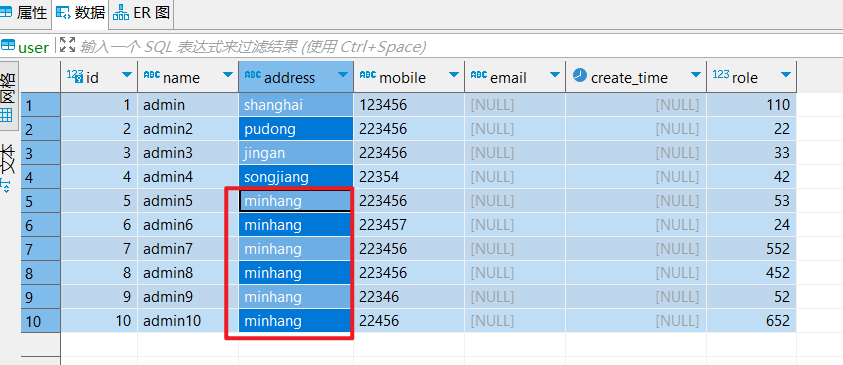 属性 数据 ER 图
user 输入一个 SQL 表达式来过滤结果 (使用 Ctrl+Space)
网格
文本
123 id ABC name ABC address ABC mobile ABC email create_time 123 role
1 1 admin shanghai 123456 [NULL] [NULL] 110
2 2 admin2 pudong 223456 [NULL] [NULL] 22
3 3 admin3 jingan 223456 [NULL] [NULL] 33
4 4 admin4 songjiang 22354 [NULL] [NULL] 42
5 5 admin5 minhang 223456 [NULL] [NULL] 53
6 6 admin6 minhang 223457 [NULL] [NULL] 24
7 7 admin7 minhang 223456 [NULL] [NULL] 552
8 8 admin8 minhang 223456 [NULL] [NULL] 452
9 9 admin9 minhang 22346 [NULL] [NULL] 52
10 10 admin10 minhang 22456 [NULL] [NULL] 652